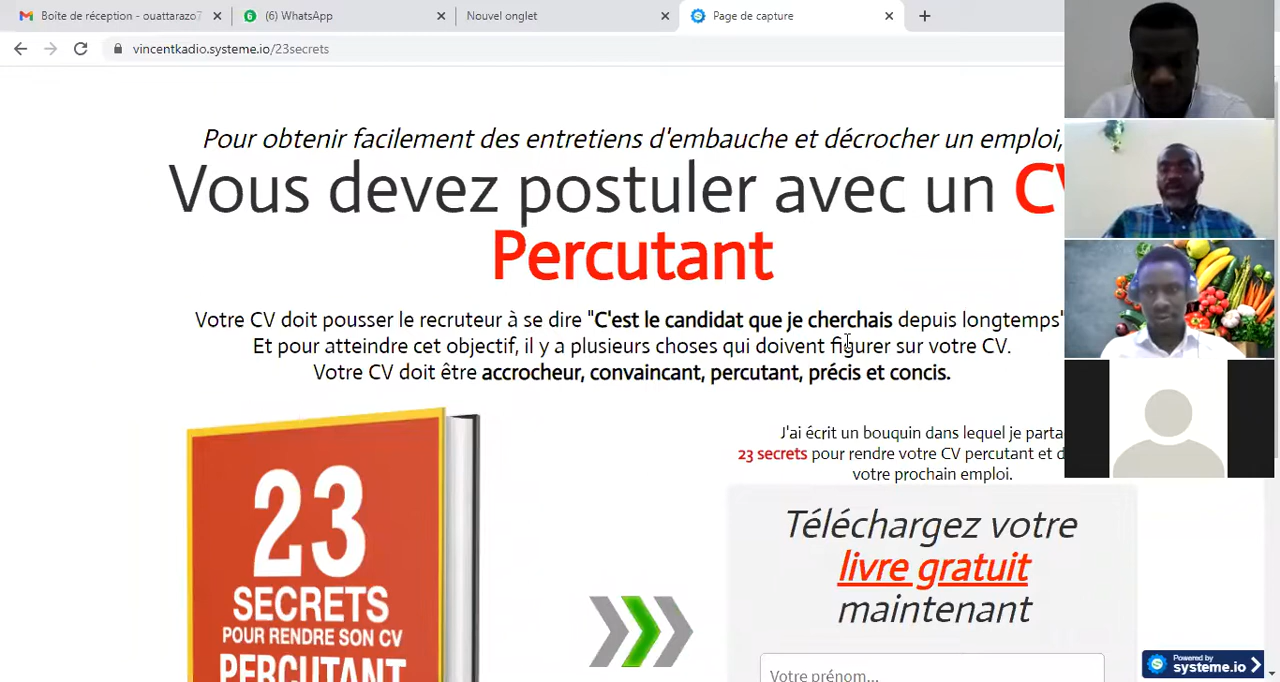 Boîte de réception - ouattarazo7
(6) WhatsApp
Nouvel onglet
Page de capture
vincentkadio.systeme.io/23secrets
Pour obtenir facilement des entretiens d'embauche et décrocher un emploi,
Vous devez postuler avec un CV
Percutant
Votre CV doit pousser le recruteur à se dire "C'est le candidat que je cherchais depuis longtemps"
Et pour atteindre cet objectif, il y a plusieurs choses qui doivent figurer sur votre CV.
Votre CV doit être accrocheur, convaincant, percutant, précis et concis.
J'ai écrit un bouquin dans lequel je parta
23 secrets pour rendre votre CV percutant et d
votre prochain emploi.
23
SECRETS
POUR RENDRE SON CV
PERCUTANT
Téléchargez votre
livre gratuit
maintenant
Votre prénom...
Powered by
systeme.io